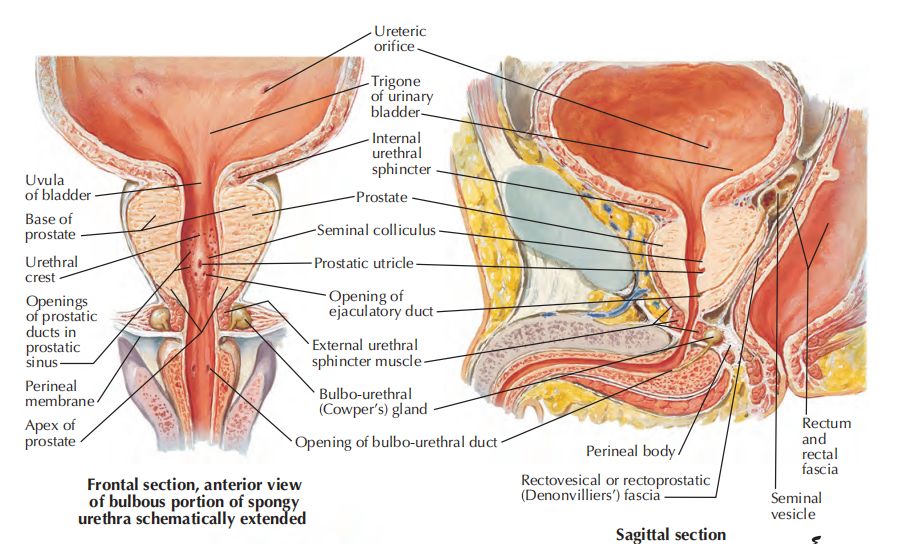 Ureteric
orifice
Trigone
of urinary
bladder
Internal
urethral
sphincter
Uvula
of bladder
Prostate
Base of
prostate
Seminal colliculus
Urethral
crest
Prostatic utricle
Openings
of prostatic
ducts in
prostatic
sinus
Opening of
ejaculatory duct
External urethral
sphincter muscle
Perineal
membrane
Bulbo-urethral
(Cowper's) gland
Apex of
prostate
Opening of bulbo-urethral duct
Perineal body
Rectum
and
rectal
fascia
Rectovesical or rectoprostatic
(Denonvilliers') fascia
Seminal
vesicle
Frontal section, anterior view
of bulbous portion of spongy
urethra schematically extended
Sagittal section